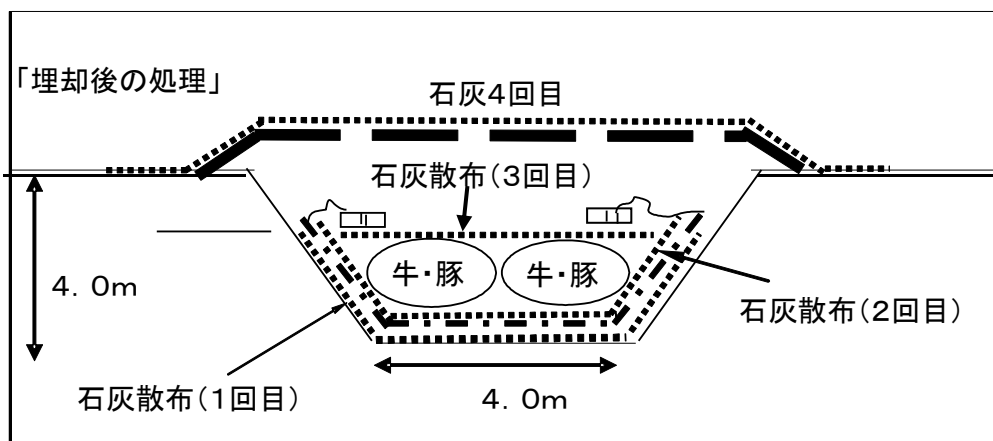 「埋却後の処理」
石灰4回目
石灰散布(3回目)
牛・豚
牛・豚
4．0m
石灰散布(2回目)
石灰散布(1回目)
4．0m